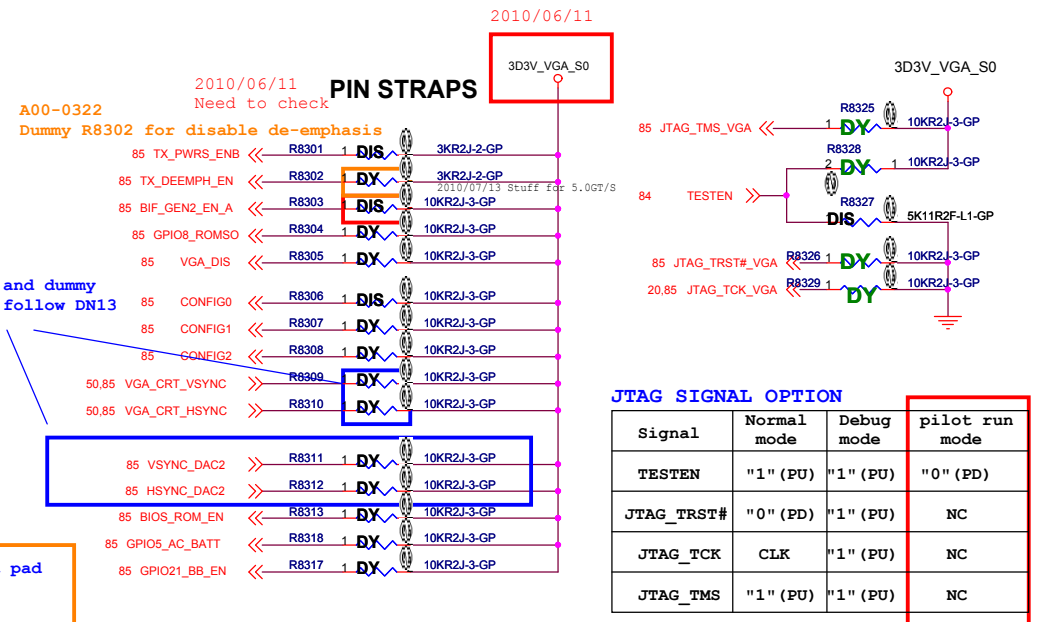 2010/06/11
3D3V_VGA_S0
2010/06/11
Need to check
PIN STRAPS
A00-0322
Dummy R8302 for disable de-emphasis
85 TX_PWRS_ENB R8301 1 DIS 3KR2J-2-GP
85 TX_DEEMPH_EN R8302 1 DY 3KR2J-2-GP
2010/07/13 Stuff for 5.0GT/S
85 BIF_GEN2_EN_A R8303 1 DIS 10KR2J-3-GP
85 GPIO8_ROMSO R8304 1 DY 10KR2J-3-GP
85 VGA_DIS R8305 1 DY 10KR2J-3-GP
and dummy
follow DN13
85 CONFIG0 R8306 1 DIS 10KR2J-3-GP
85 CONFIG1 R8307 1 DY 10KR2J-3-GP
85 CONFIG2 R8308 1 DY 10KR2J-3-GP
50,85 VGA_CRT_VSYNC R8309 1 DY 10KR2J-3-GP
50,85 VGA_CRT_HSYNC R8310 1 DY 10KR2J-3-GP
85 VSYNC_DAC2 R8311 1 DY 10KR2J-3-GP
85 HSYNC_DAC2 R8312 1 DY 10KR2J-3-GP
85 BIOS_ROM_EN R8313 1 DY 10KR2J-3-GP
85 GPIO5_AC_BATT R8318 1 DY 10KR2J-3-GP
85 GPIO21_BB_EN R8317 1 DY 10KR2J-3-GP
pad
3D3V_VGA_S0
85 JTAG_TMS_VGA R8325 1 DY 10KR2J-3-GP
R8328 2 DY 1 10KR2J-3-GP
84 TESTEN
R8327 DIS 5K11R2F-L1-GP
85 JTAG_TRST#_VGA R8326 1 DY 10KR2J-3-GP
20,85 JTAG_TCK_VGA R8329 1 DY 10KR2J-3-GP
JTAG SIGNAL OPTION
Signal Normal mode Debug mode pilot run mode
TESTEN "1"(PU) "1"(PU) "0"(PD)
JTAG_TRST# "0"(PD) "1"(PU) NC
JTAG_TCK CLK "1"(PU) NC
JTAG_TMS "1"(PU) "1"(PU) NC